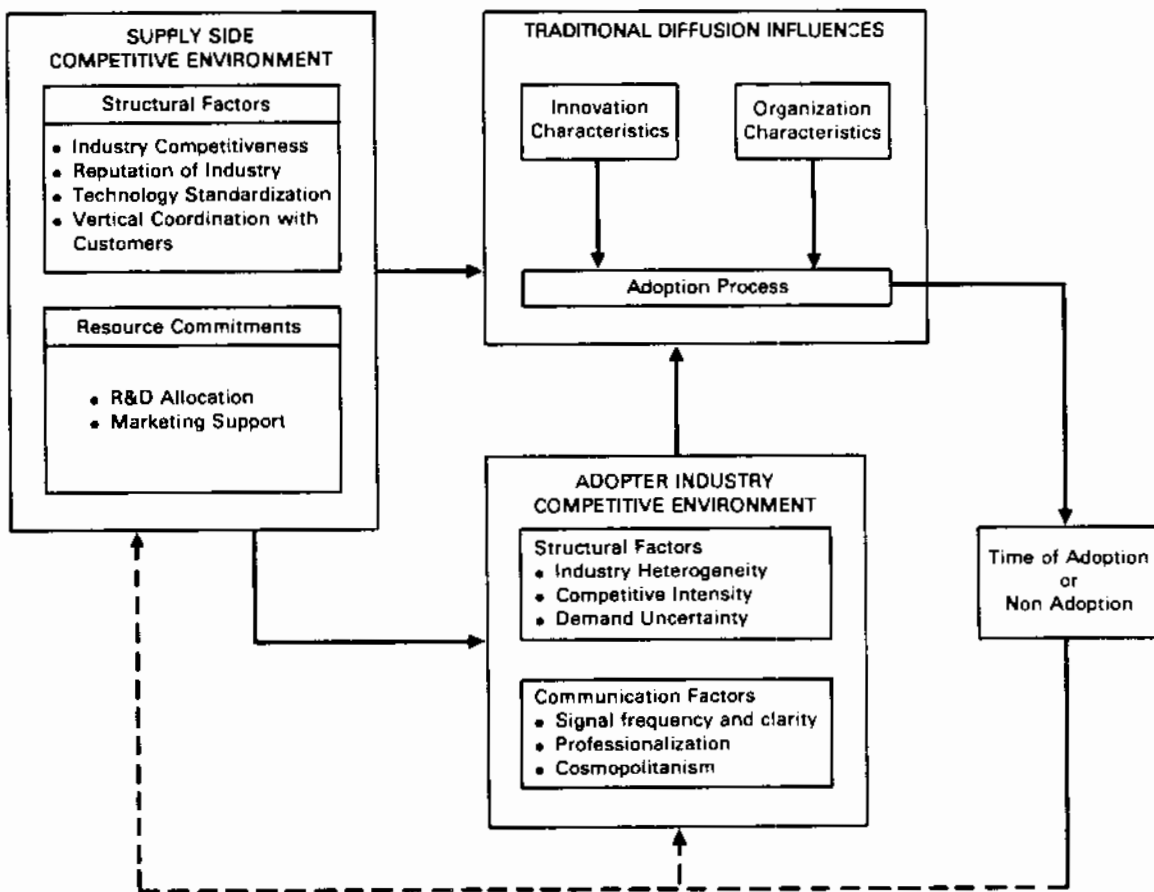 SUPPLY SIDE
COMPETITIVE ENVIRONMENT
Structural Factors
• Industry Competitiveness
• Reputation of Industry
• Technology Standardization
• Vertical Coordination with
Customers
Resource Commitments
• R&D Allocation
• Marketing Support
TRADITIONAL DIFFUSION INFLUENCES
Innovation
Characteristics
Organization
Characteristics
Adoption Process
ADOPTER INDUSTRY
COMPETITIVE ENVIRONMENT
Structural Factors
• Industry Heterogeneity
• Competitive Intensity
• Demand Uncertainty
Communication Factors
• Signal frequency and clarity
• Professionalization
• Cosmopolitanism
Time of Adoption
or
Non Adoption